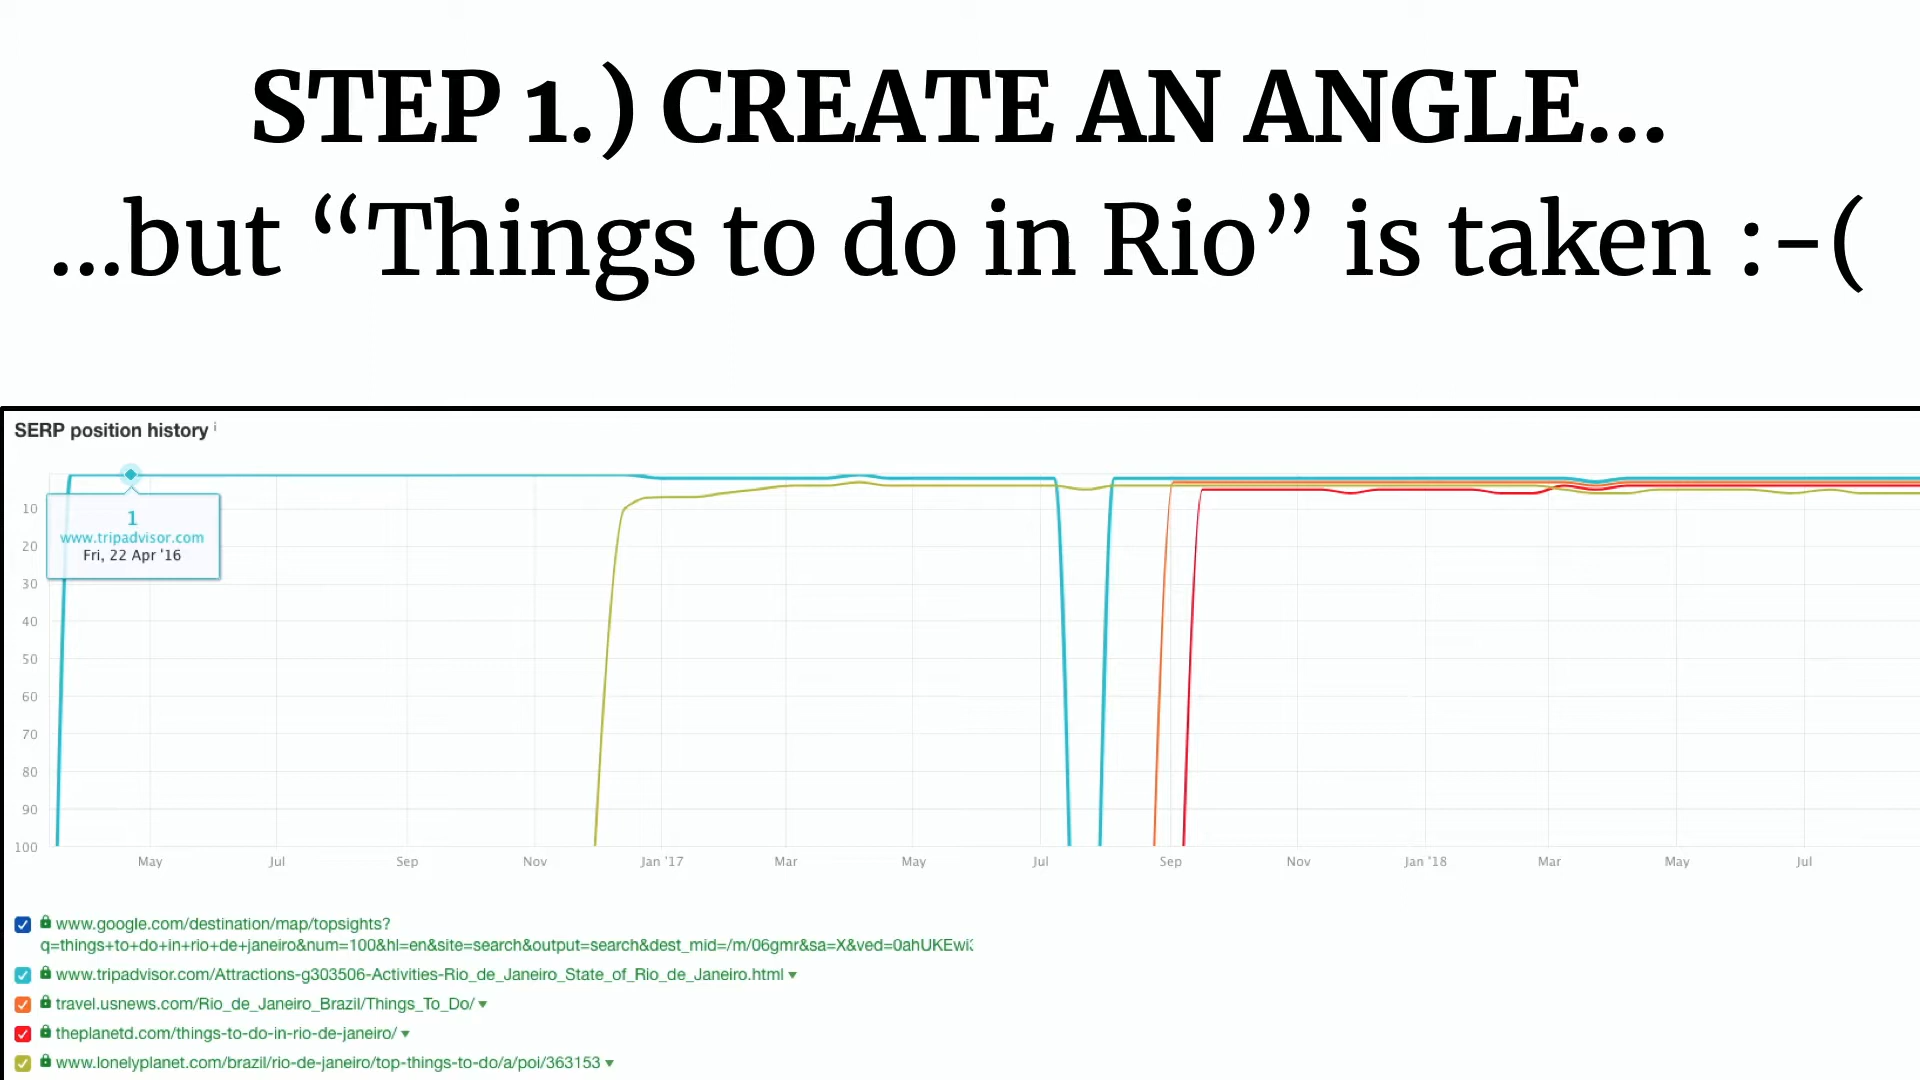 STEP 1.) CREATE AN ANGLE...
...but “Things to do in Rio” is taken :-(
SERP position history i
1
www.tripadvisor.com
Fri, 22 Apr '16
10
20
30
40
50
60
70
80
90
100
May Jul Sep Nov Jan '17 Mar May Jul Sep Nov Jan '18 Mar May Jul
www.google.com/destination/map/topsights?
q=things+to+do+in+rio+de+janeiro&num=100&hl=en&site=search&output=search&dest_mid=/m/06gmr&sa=X&ved=0ahUKEwi
www.tripadvisor.com/Attractions-g303506-Activities-Rio_de_Janeiro_State_of_Rio_de_Janeiro.html
travel.usnews.com/Rio_de_Janeiro_Brazil/Things_To_Do/
theplanetd.com/things-to-do-in-rio-de-janeiro/
www.lonelyplanet.com/brazil/rio-de-janeiro/top-things-to-do/a/poi/363153